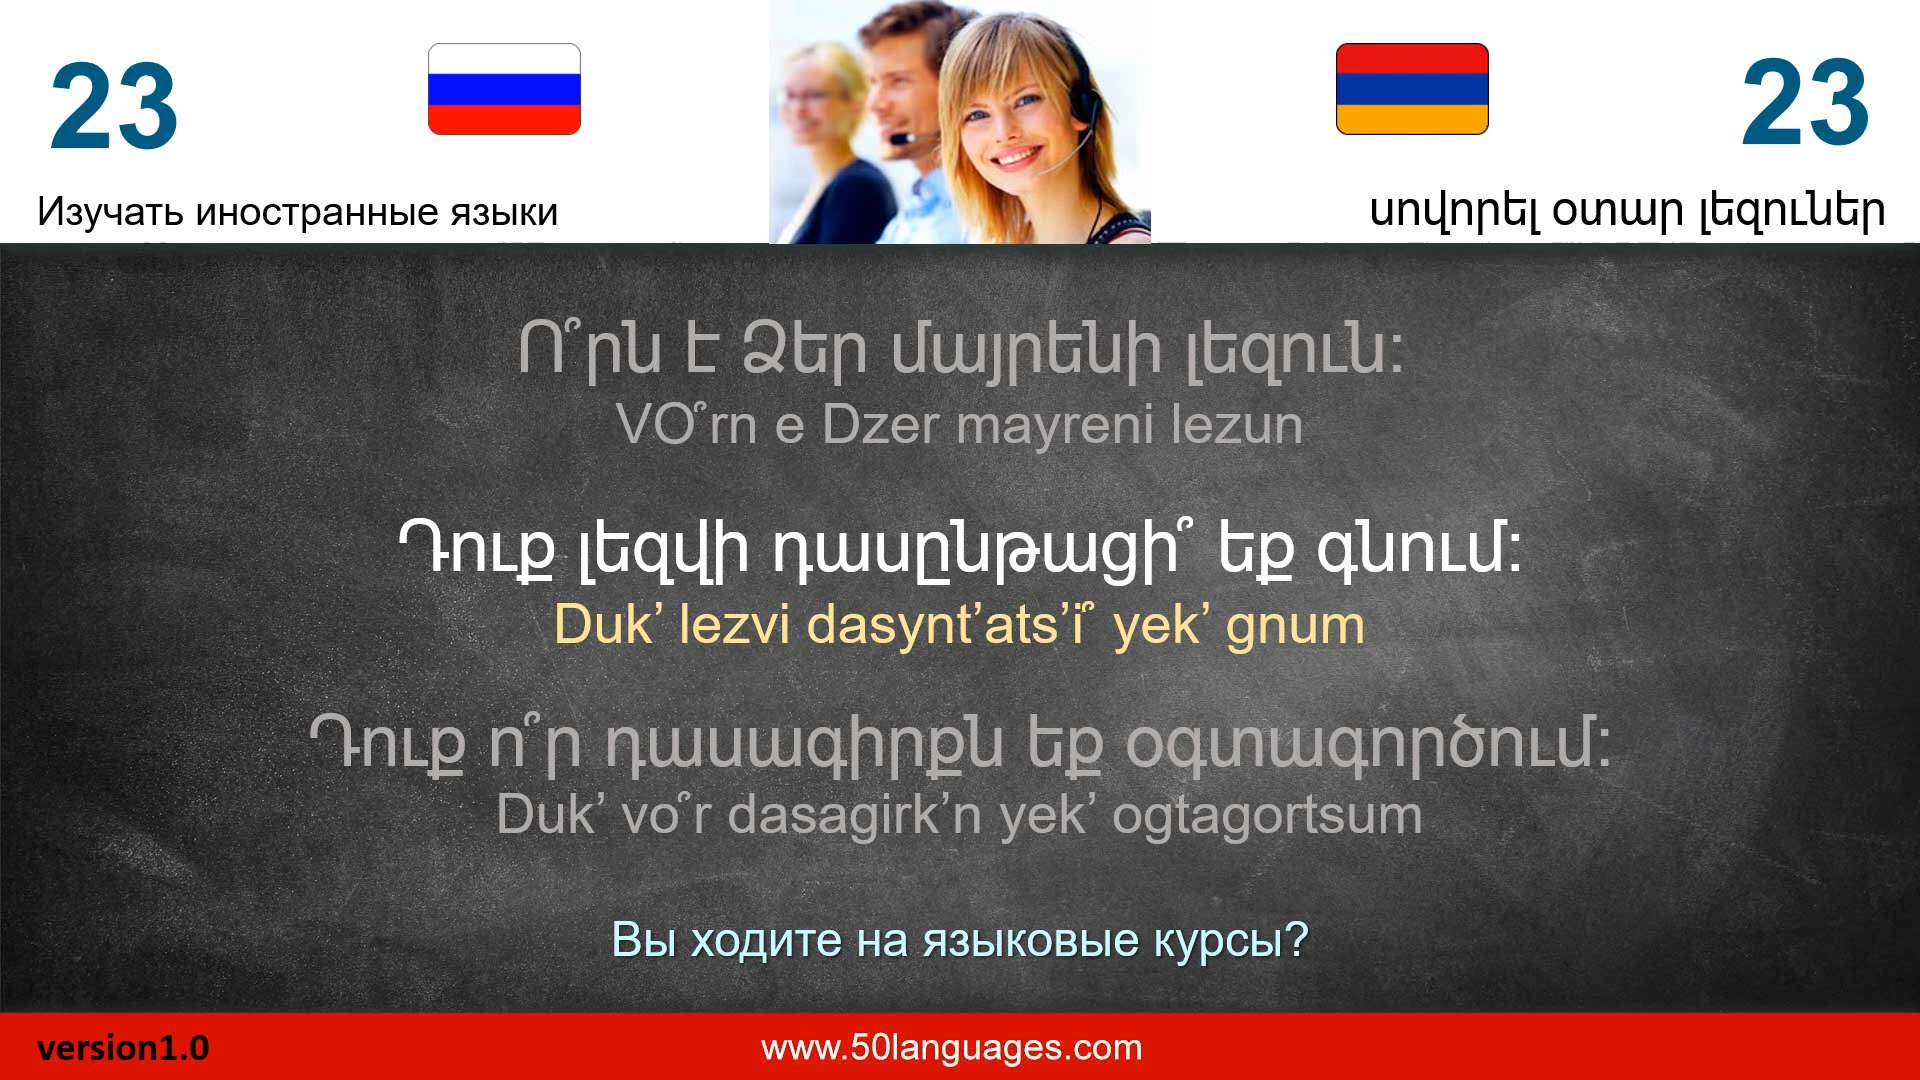 23
23
Изучать иностранные языки
սովորել օտար լեզուներ
Ո՞րն է Ձեր մայրենի լեզուն:
VO՞rn e Dzer mayreni lezun
Դուք լեզվի դասընթացի՞ եք գնում:
Duk’ lezvi dasynt’ats’i՞ yek’ gnum
Դուք ո՞ր դասագիրքն եք օգտագործում:
Duk’ vo՞r dasagirk’n yek’ ogtagortsum
Вы ходите на языковые курсы?
version1.0
www.50languages.com